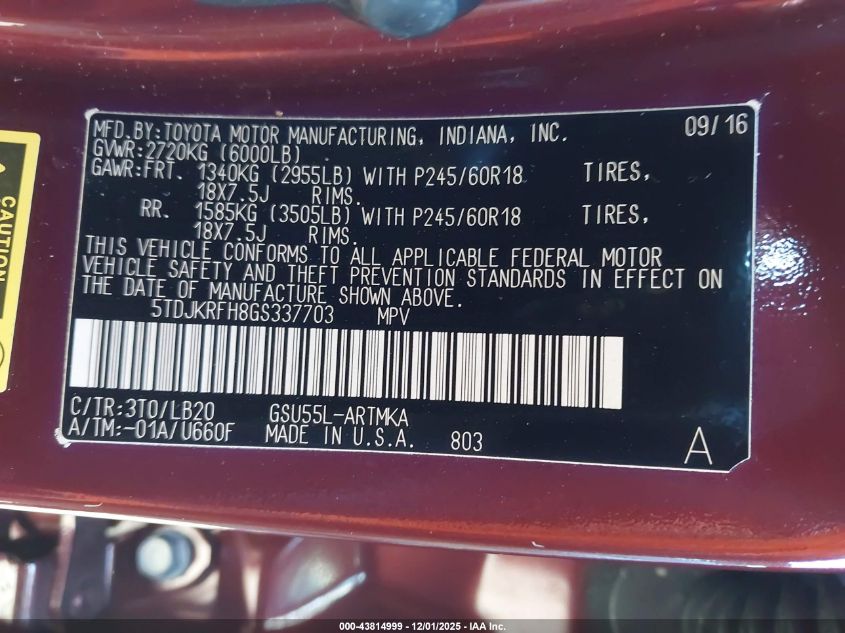 MFD.BY:TOYOTA MOTOR MANUFACTURING, INDIANA, INC. 09/16
GVWR:2720KG (6000LB)
GAWR:FRT. 1340KG (2955LB) WITH P245/60R18 TIRES,
18X7.5J RIMS.
RR. 1585KG (3505LB) WITH P245/60R18 TIRES,
18X7.5J RIMS.
THIS VEHICLE CONFORMS TO ALL APPLICABLE FEDERAL MOTOR
VEHICLE SAFETY AND THEFT PREVENTION STANDARDS IN EFFECT ON
THE DATE OF MANUFACTURE SHOWN ABOVE.
5TDJKRFH8GS337703 MPV
C/TR:3T0/LB20 GSU55L-ARTMKA
A/TM:-01A/U660F MADE IN U.S.A. 803 A
CAUTION
000-43814999 - 12/01/2025 - IAA Inc.